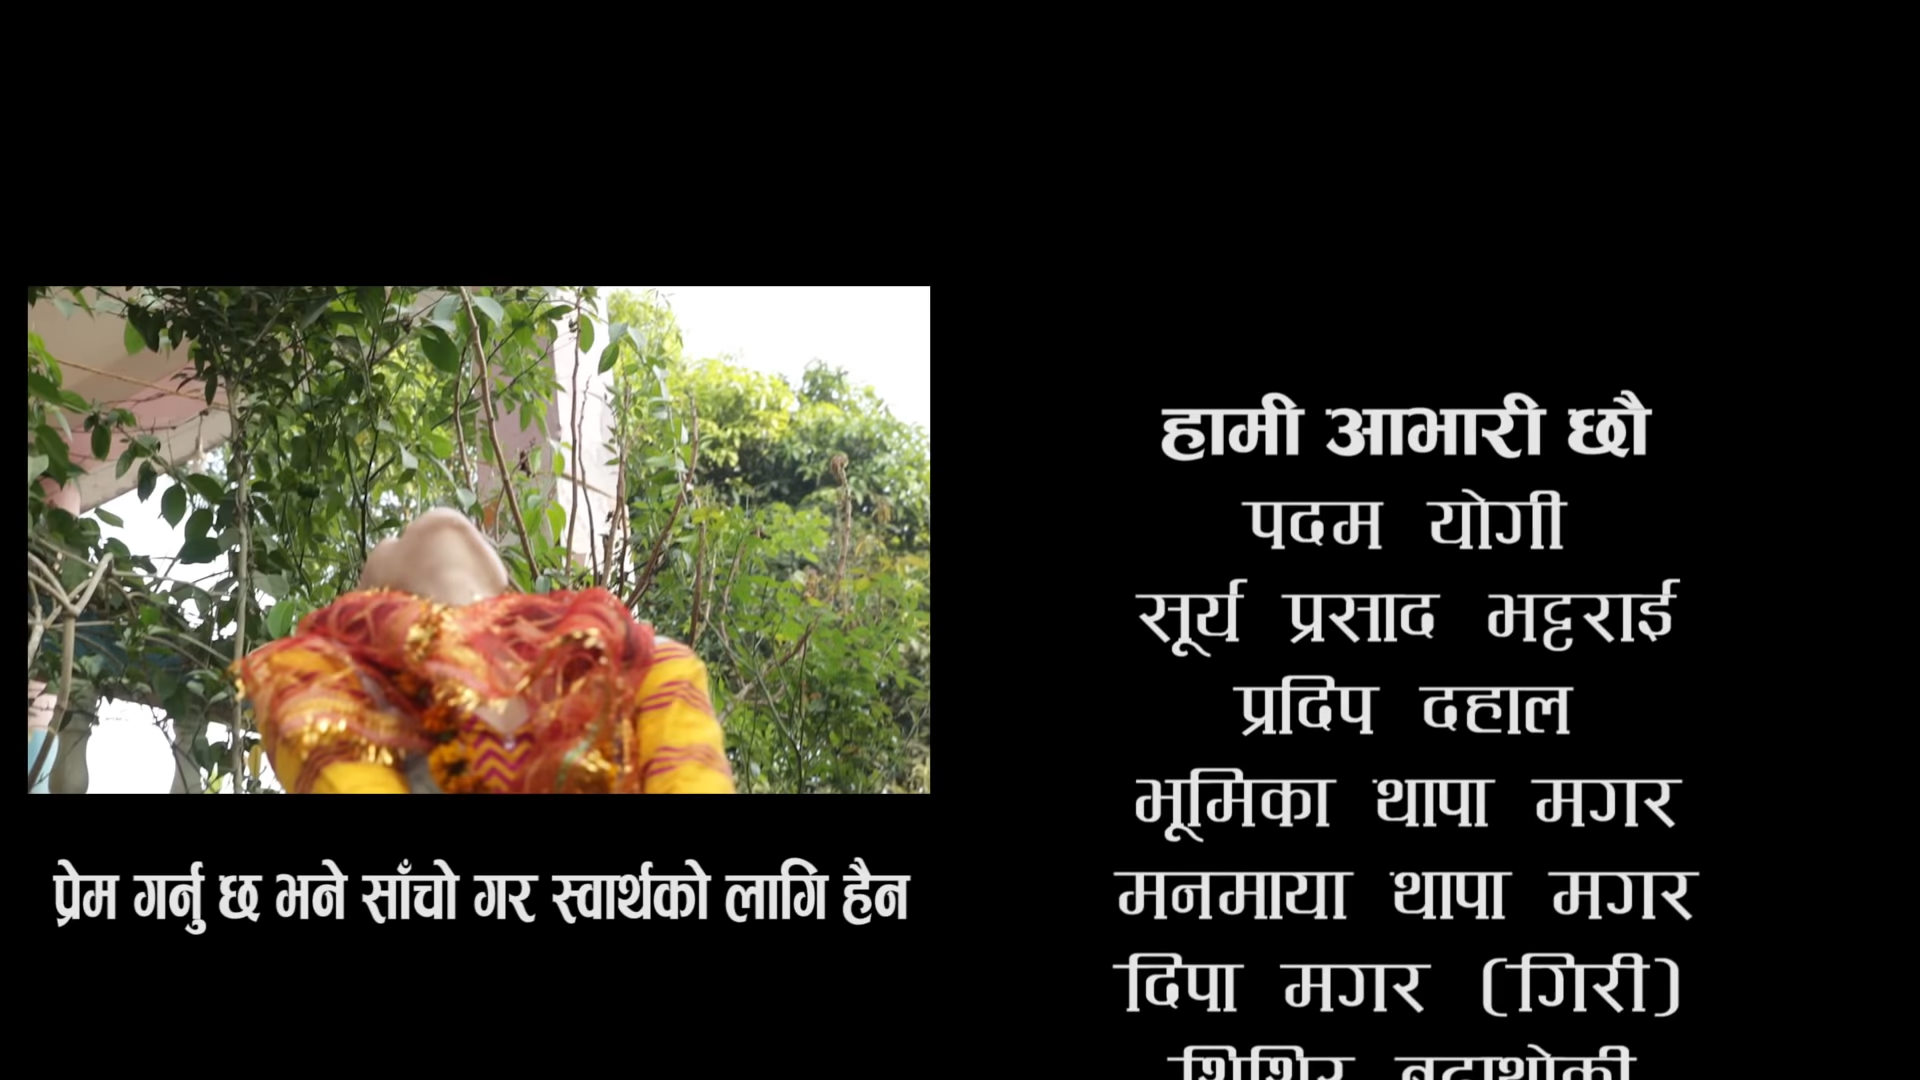 प्रेम गर्नु छ भने साँचो गर स्वार्थको लागि हैन
हामी आभारी छौ
पदम योगी
सूर्य प्रसाद भट्टराई
प्रदिप दहाल
भूमिका थापा मगर
मनमाया थापा मगर
दिपा मगर (गिरी)